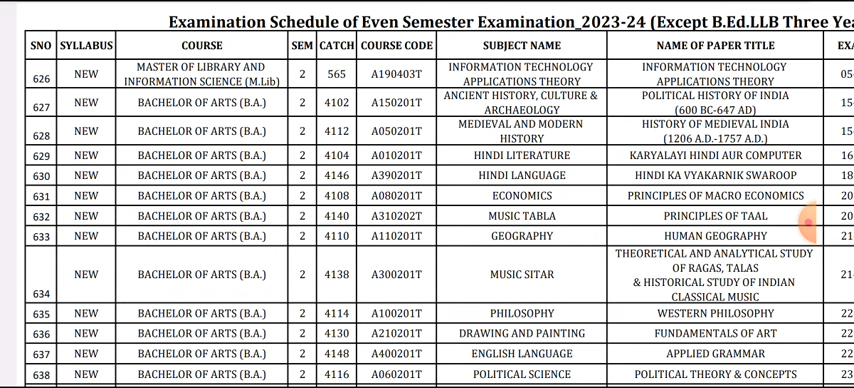 Examination Schedule of Even Semester Examination_2023-24 (Except B.Ed.LLB Three Yea
SNO SYLLABUS COURSE SEM CATCH COURSE CODE SUBJECT NAME NAME OF PAPER TITLE EXA
626 NEW MASTER OF LIBRARY AND INFORMATION SCIENCE (M.Lib) 2 565 A190403T INFORMATION TECHNOLOGY APPLICATIONS THEORY INFORMATION TECHNOLOGY APPLICATIONS THEORY 05
627 NEW BACHELOR OF ARTS (B.A.) 2 4102 A150201T ANCIENT HISTORY, CULTURE & ARCHAEOLOGY POLITICAL HISTORY OF INDIA (600 BC-647 AD) 15
628 NEW BACHELOR OF ARTS (B.A.) 2 4112 A050201T MEDIEVAL AND MODERN HISTORY HISTORY OF MEDIEVAL INDIA (1206 A.D.-1757 A.D.) 15
629 NEW BACHELOR OF ARTS (B.A.) 2 4104 A010201T HINDI LITERATURE KARYALAYI HINDI AUR COMPUTER 16
630 NEW BACHELOR OF ARTS (B.A.) 2 4146 A390201T HINDI LANGUAGE HINDI KA VYAKARNIK SWAROOP 18
631 NEW BACHELOR OF ARTS (B.A.) 2 4108 A080201T ECONOMICS PRINCIPLES OF MACRO ECONOMICS 20
632 NEW BACHELOR OF ARTS (B.A.) 2 4140 A310202T MUSIC TABLA PRINCIPLES OF TAAL 20
633 NEW BACHELOR OF ARTS (B.A.) 2 4110 A110201T GEOGRAPHY HUMAN GEOGRAPHY 21
634 NEW BACHELOR OF ARTS (B.A.) 2 4138 A300201T MUSIC SITAR THEORETICAL AND ANALYTICAL STUDY OF RAGAS, TALAS & HISTORICAL STUDY OF INDIAN CLASSICAL MUSIC 21
635 NEW BACHELOR OF ARTS (B.A.) 2 4114 A100201T PHILOSOPHY WESTERN PHILOSOPHY 22
636 NEW BACHELOR OF ARTS (B.A.) 2 4130 A210201T DRAWING AND PAINTING FUNDAMENTALS OF ART 22
637 NEW BACHELOR OF ARTS (B.A.) 2 4148 A400201T ENGLISH LANGUAGE APPLIED GRAMMAR 22
638 NEW BACHELOR OF ARTS (B.A.) 2 4116 A060201T POLITICAL SCIENCE POLITICAL THEORY & CONCEPTS 23